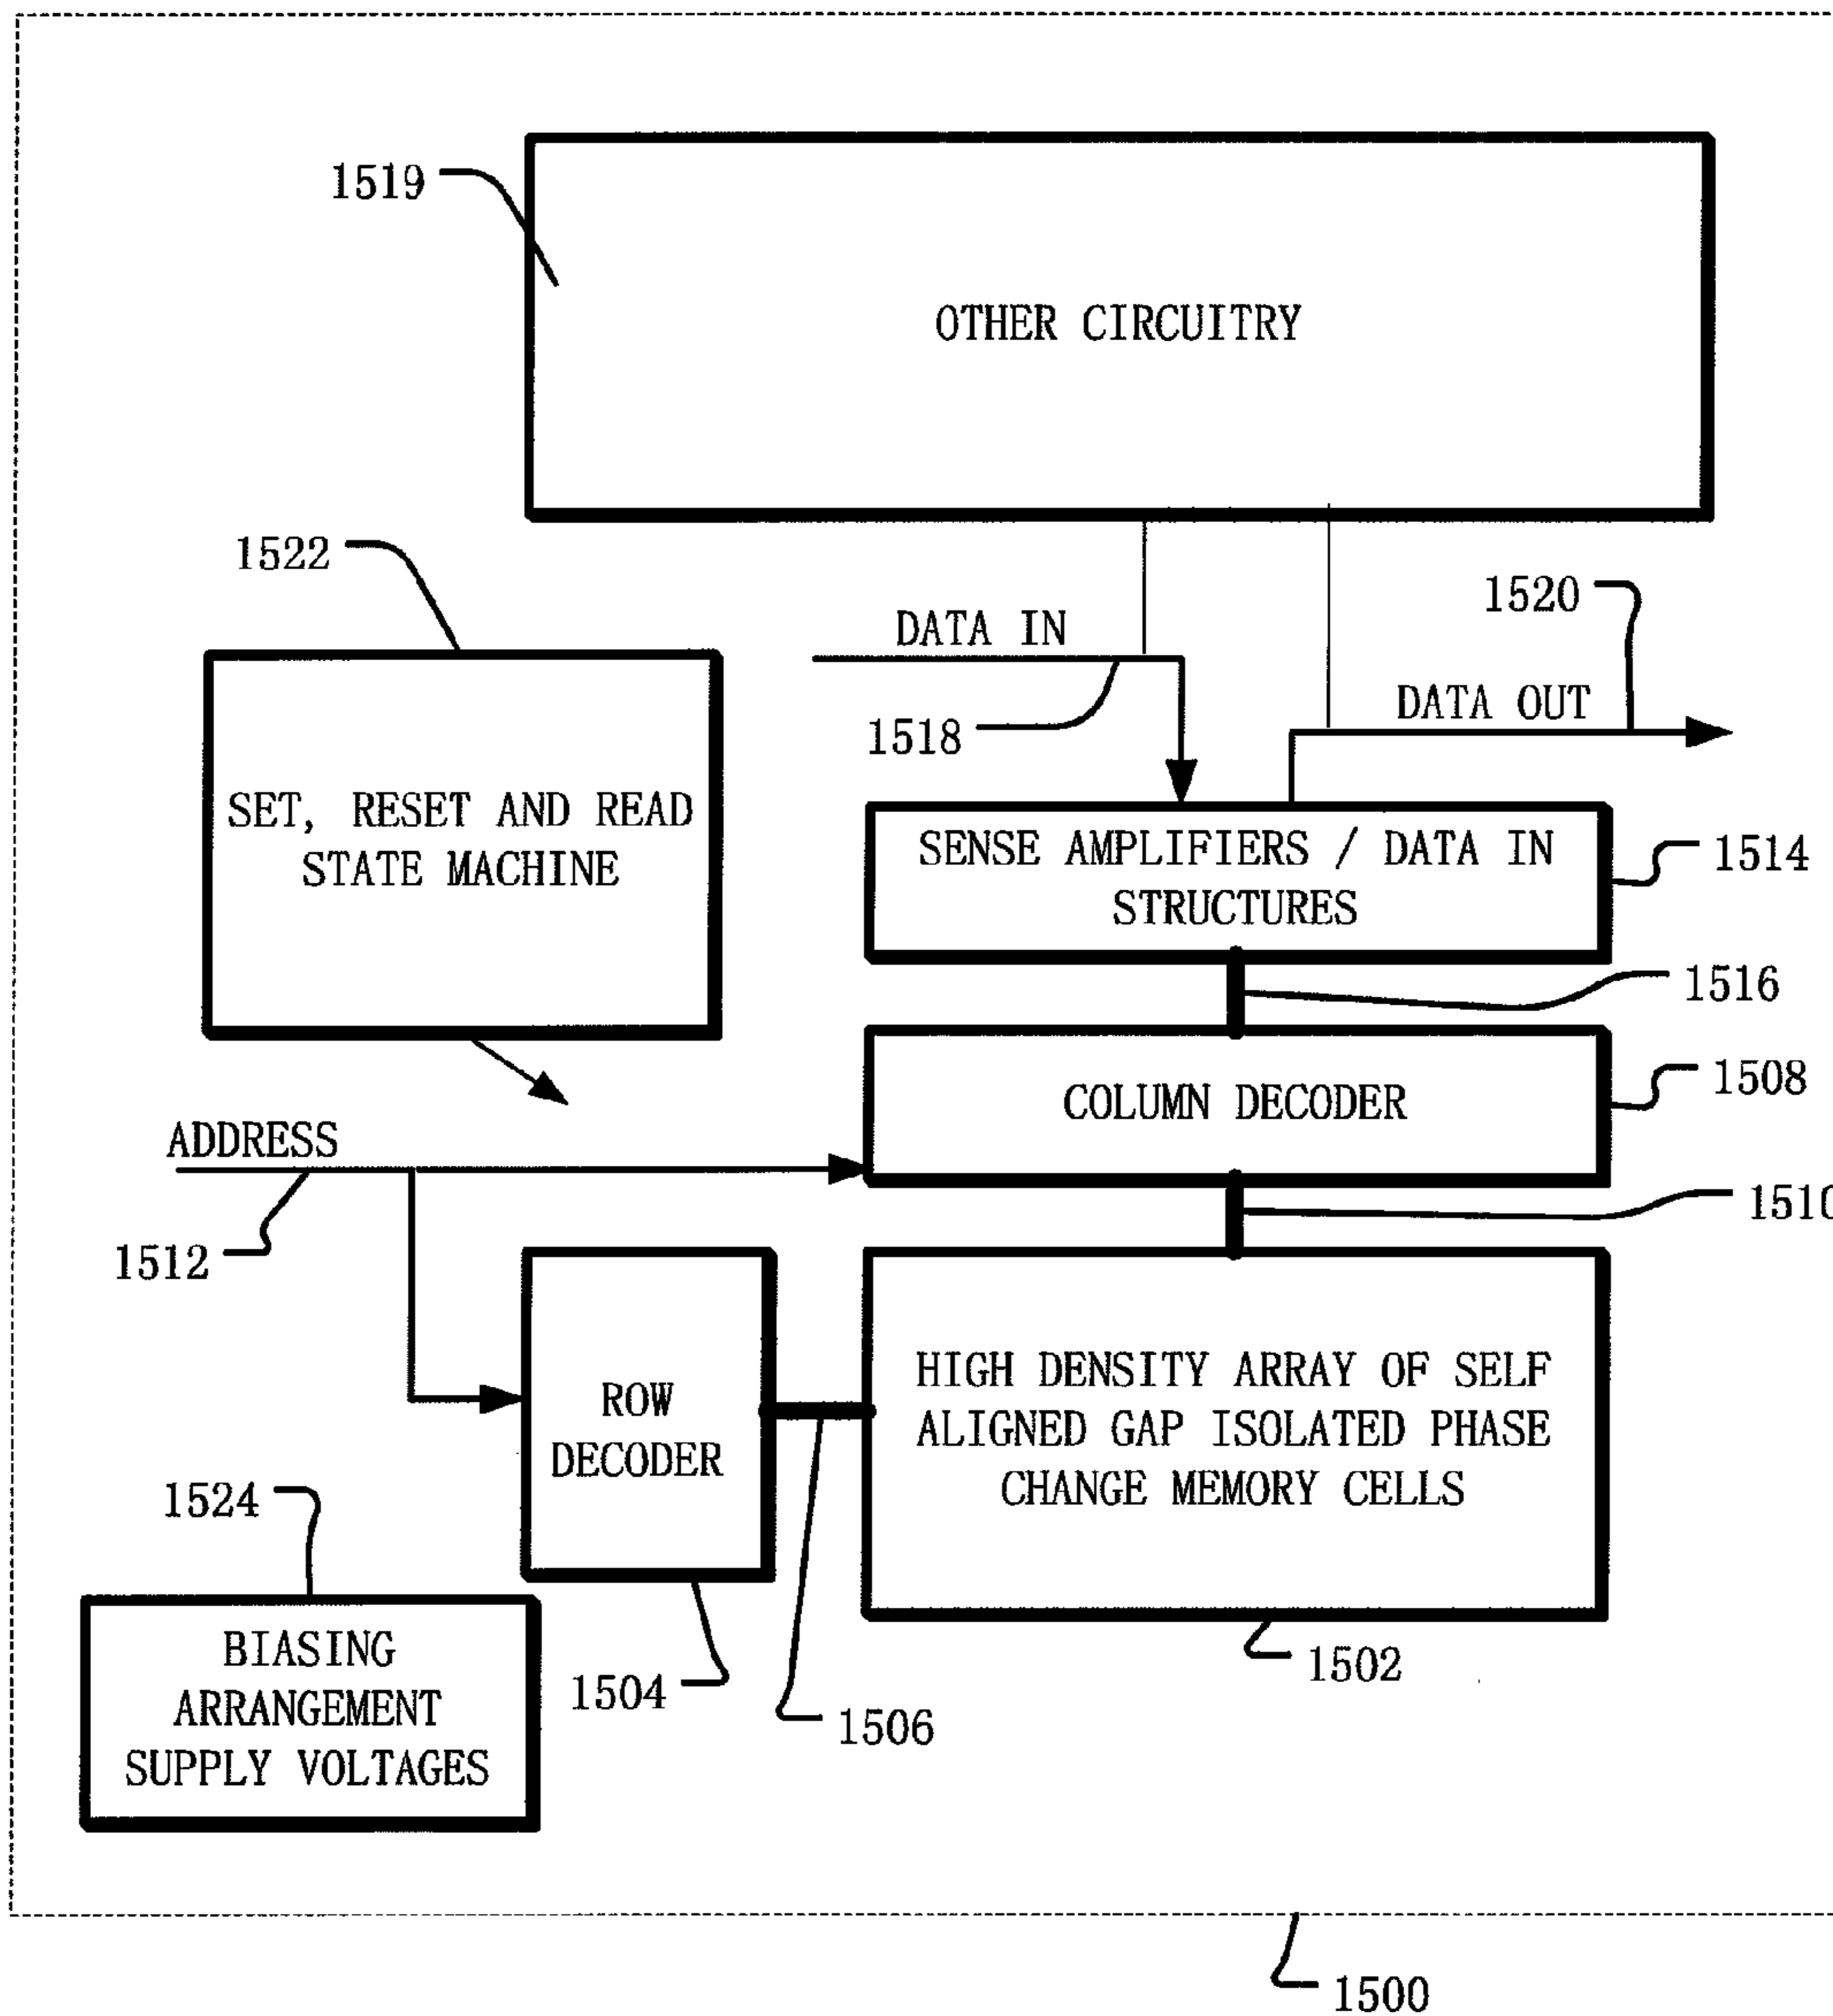 1519
OTHER CIRCUITRY
1522
1520
DATA IN
DATA OUT
1518
SET, RESET AND READ
STATE MACHINE
SENSE AMPLIFIERS / DATA IN
STRUCTURES
1514
1516
COLUMN DECODER
1508
ADDRESS
1510
1512
ROW
DECODER
HIGH DENSITY ARRAY OF SELF
ALIGNED GAP ISOLATED PHASE
CHANGE MEMORY CELLS
1524
BIASING
ARRANGEMENT
SUPPLY VOLTAGES
1504
1506
1502
1500